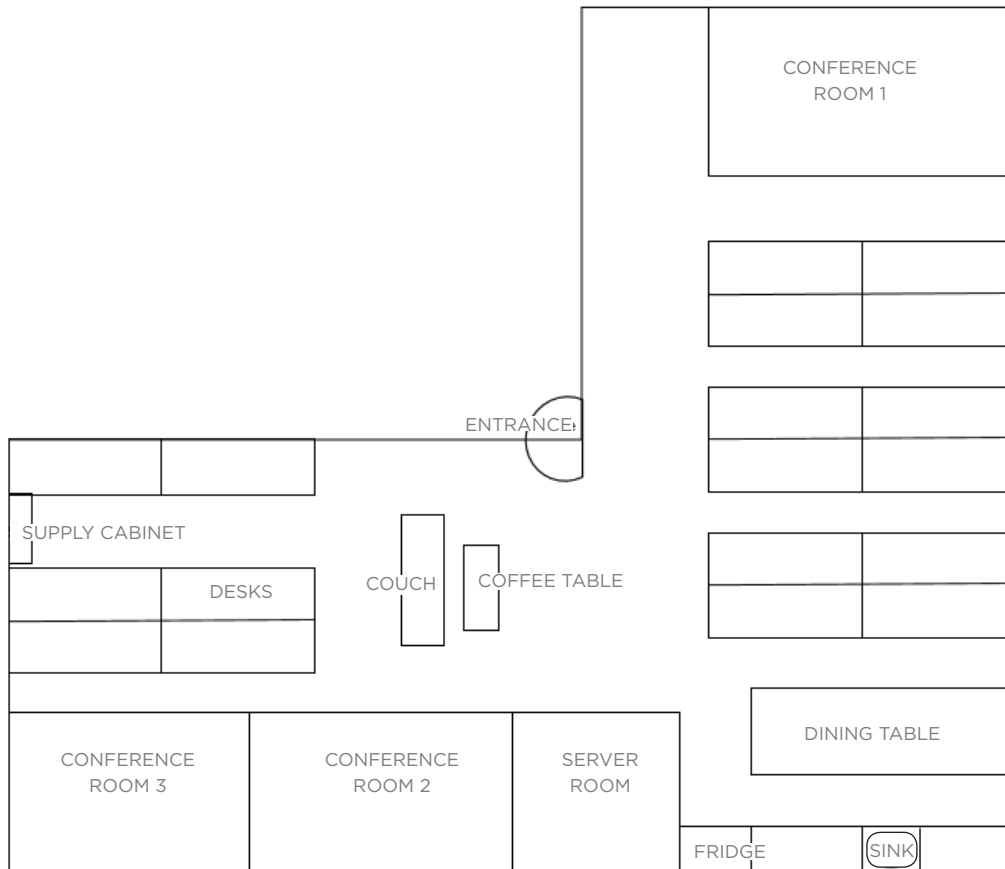 CONFERENCE
ROOM 1
ENTRANCE
SUPPLY CABINET
DESKS
COUCH
COFFEE TABLE
CONFERENCE
ROOM 3
CONFERENCE
ROOM 2
SERVER
ROOM
DINING TABLE
FRIDGE
SINK